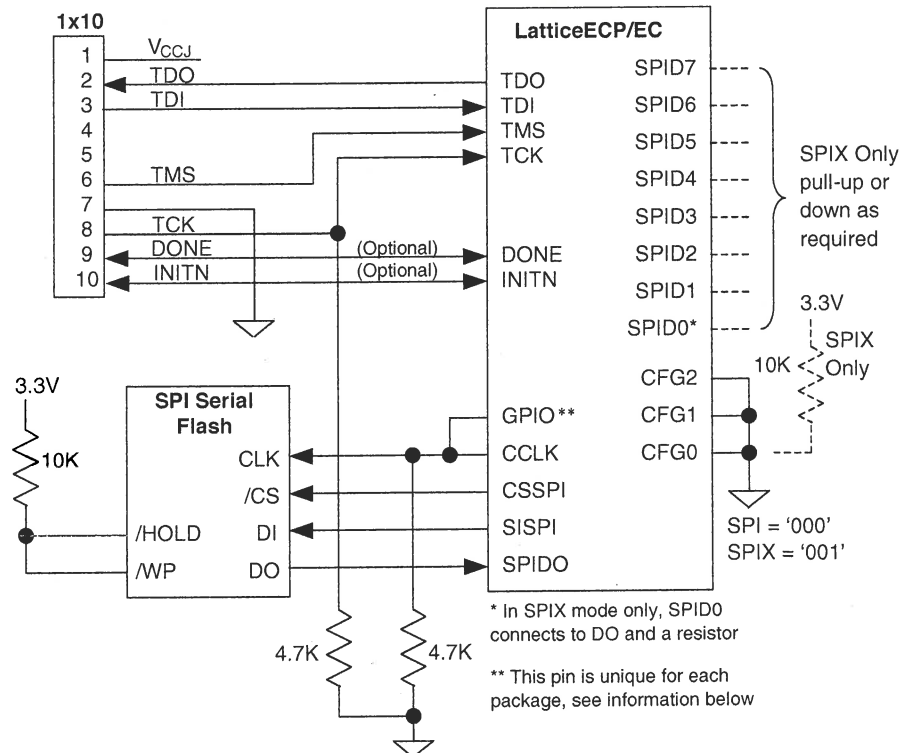 1x10
1
2
3
4
5
6
7
8
9
10
VCCJ
TDO
TDI
TMS
TCK
DONE
INITN
(Optional)
(Optional)
LatticeECP/EC
TDO
TDI
TMS
TCK
DONE
INITN
GPIO**
CCLK
CSSPI
SISPI
SPIDO
SPID7
SPID6
SPID5
SPID4
SPID3
SPID2
SPID1
SPID0*
CFG2
CFG1
CFG0
SPIX Only
pull-up or
down as
required
3.3V
10K
SPIX
Only
SPI = '000'
SPIX = '001'
3.3V
10K
SPI Serial
Flash
CLK
/CS
/HOLD
DI
/WP
DO
4.7K
4.7K
* In SPIX mode only, SPID0
connects to DO and a resistor
** This pin is unique for each
package, see information below